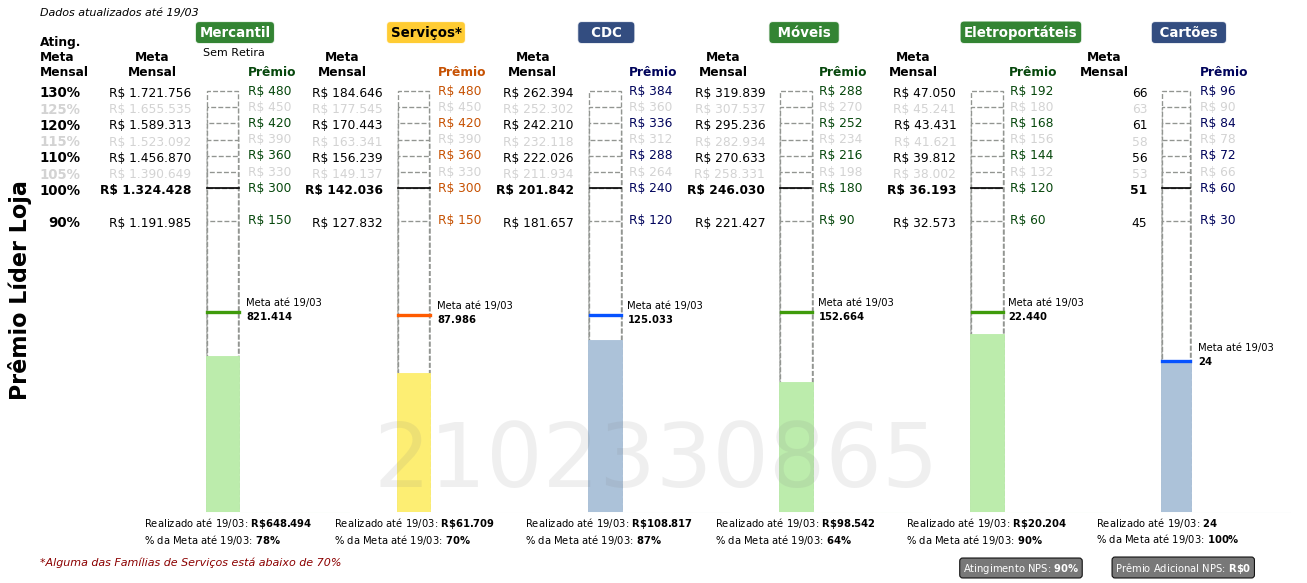 Dados atualizados até 19/03
Mercantil Serviços* CDC Móveis Eletroportáteis Cartões
Sem Retira
Ating. Meta Mensal Meta Mensal Prêmio Meta Mensal Prêmio Meta Mensal Prêmio Meta Mensal Prêmio Meta Mensal Prêmio Meta Mensal Prêmio
130% R$ 1.721.756 R$ 480 R$ 184.646 R$ 480 R$ 262.394 R$ 384 R$ 319.839 R$ 288 R$ 47.050 R$ 192 66 R$ 96
125% R$ 1.655.535 R$ 450 R$ 177.545 R$ 450 R$ 252.302 R$ 360 R$ 307.537 R$ 270 R$ 45.241 R$ 180 63 R$ 90
120% R$ 1.589.313 R$ 420 R$ 170.443 R$ 420 R$ 242.210 R$ 336 R$ 295.236 R$ 252 R$ 43.431 R$ 168 61 R$ 84
115% R$ 1.523.092 R$ 390 R$ 163.341 R$ 390 R$ 232.118 R$ 312 R$ 282.934 R$ 234 R$ 41.621 R$ 156 58 R$ 78
110% R$ 1.456.870 R$ 360 R$ 156.239 R$ 360 R$ 222.026 R$ 288 R$ 270.633 R$ 216 R$ 39.812 R$ 144 56 R$ 72
105% R$ 1.390.649 R$ 330 R$ 149.137 R$ 330 R$ 211.934 R$ 264 R$ 258.331 R$ 198 R$ 38.002 R$ 132 53 R$ 66
100% R$ 1.324.428 R$ 300 R$ 142.036 R$ 300 R$ 201.842 R$ 240 R$ 246.030 R$ 180 R$ 36.193 R$ 120 51 R$ 60
90% R$ 1.191.985 R$ 150 R$ 127.832 R$ 150 R$ 181.657 R$ 120 R$ 221.427 R$ 90 R$ 32.573 R$ 60 45 R$ 30
Prêmio Líder Loja
Meta até 19/03
821.414
Meta até 19/03
87.986
Meta até 19/03
125.033
Meta até 19/03
152.664
Meta até 19/03
22.440
Meta até 19/03
24
2102330865
Realizado até 19/03: R$648.494
% da Meta até 19/03: 78%
Realizado até 19/03: R$61.709
% da Meta até 19/03: 70%
Realizado até 19/03: R$108.817
% da Meta até 19/03: 87%
Realizado até 19/03: R$98.542
% da Meta até 19/03: 64%
Realizado até 19/03: R$20.204
% da Meta até 19/03: 90%
Realizado até 19/03: 24
% da Meta até 19/03: 100%
*Alguma das Famílias de Serviços está abaixo de 70%
Atingimento NPS: 90%
Prêmio Adicional NPS: R$0